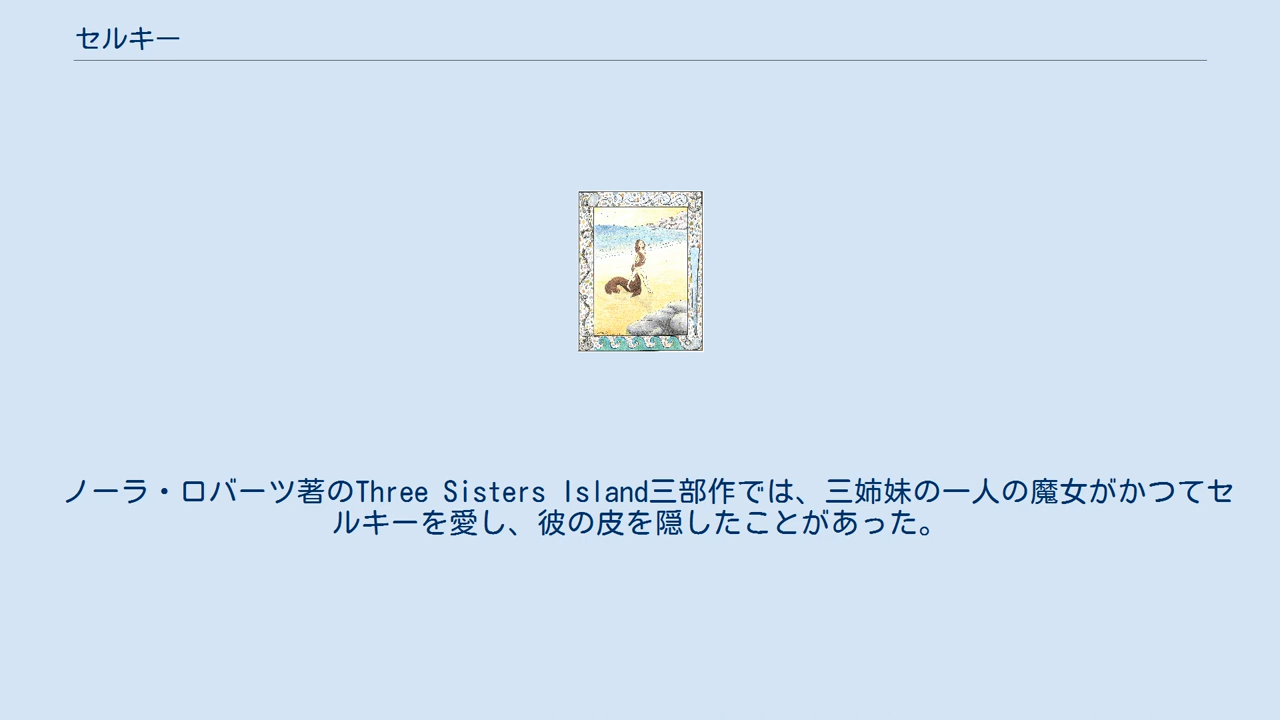 セルキー
ノーラ・ロバーツ著のThree Sisters Island三部作では、三姉妹の一人の魔女がかつてセ
ルキーを愛し、彼の皮を隠したことがあった。